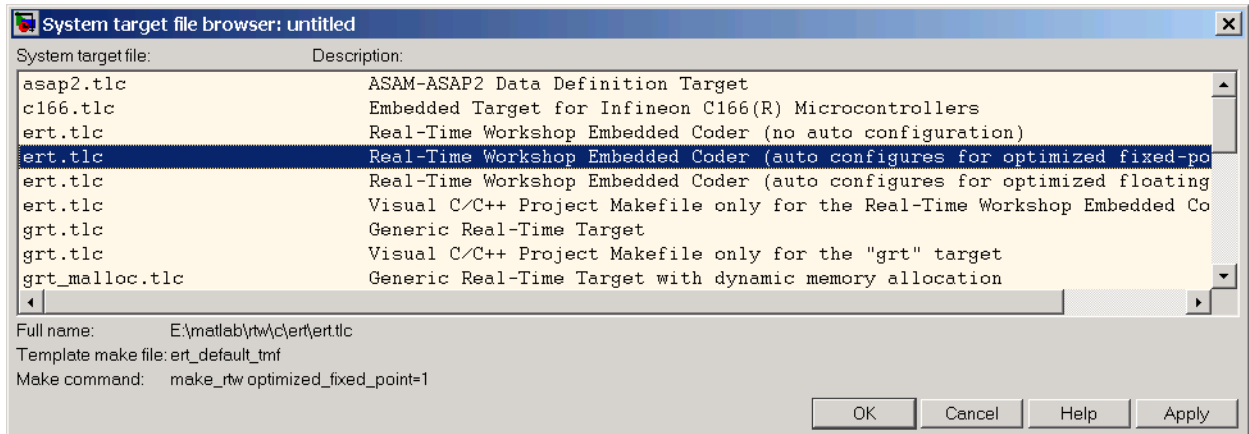 System target file browser: untitled
System target file: Description:
asap2.tlc ASAM-ASAP2 Data Definition Target
c166.tlc Embedded Target for Infineon C166(R) Microcontrollers
ert.tlc Real-Time Workshop Embedded Coder (no auto configuration)
ert.tlc Real-Time Workshop Embedded Coder (auto configures for optimized fixed-po
ert.tlc Real-Time Workshop Embedded Coder (auto configures for optimized floating
ert.tlc Visual C/C++ Project Makefile only for the Real-Time Workshop Embedded Co
grt.tlc Generic Real-Time Target
grt.tlc Visual C/C++ Project Makefile only for the "grt" target
grt_malloc.tlc Generic Real-Time Target with dynamic memory allocation
Full name: E:\matlab\rtw\c\ert\ert.tlc
Template make file: ert_default_tmf
Make command: make_rtw optimized_fixed_point=1
OK Cancel Help Apply